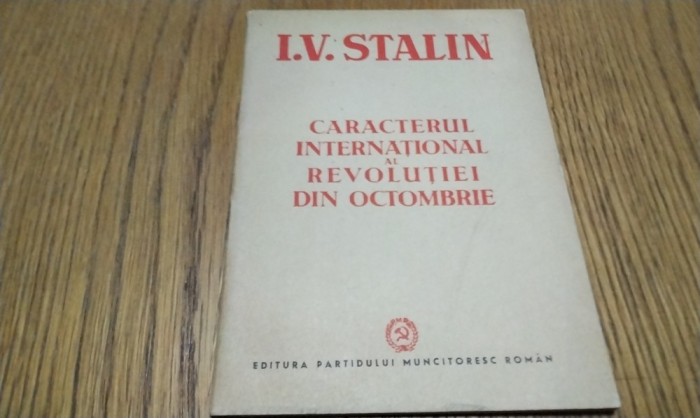 I.V. STALIN
CARACTERUL
INTERNAȚIONAL
AL
REVOLUȚIEI
DIN OCTOMBRIE
EDITURA PARTIDULUI MUNCITORESC ROMÂN